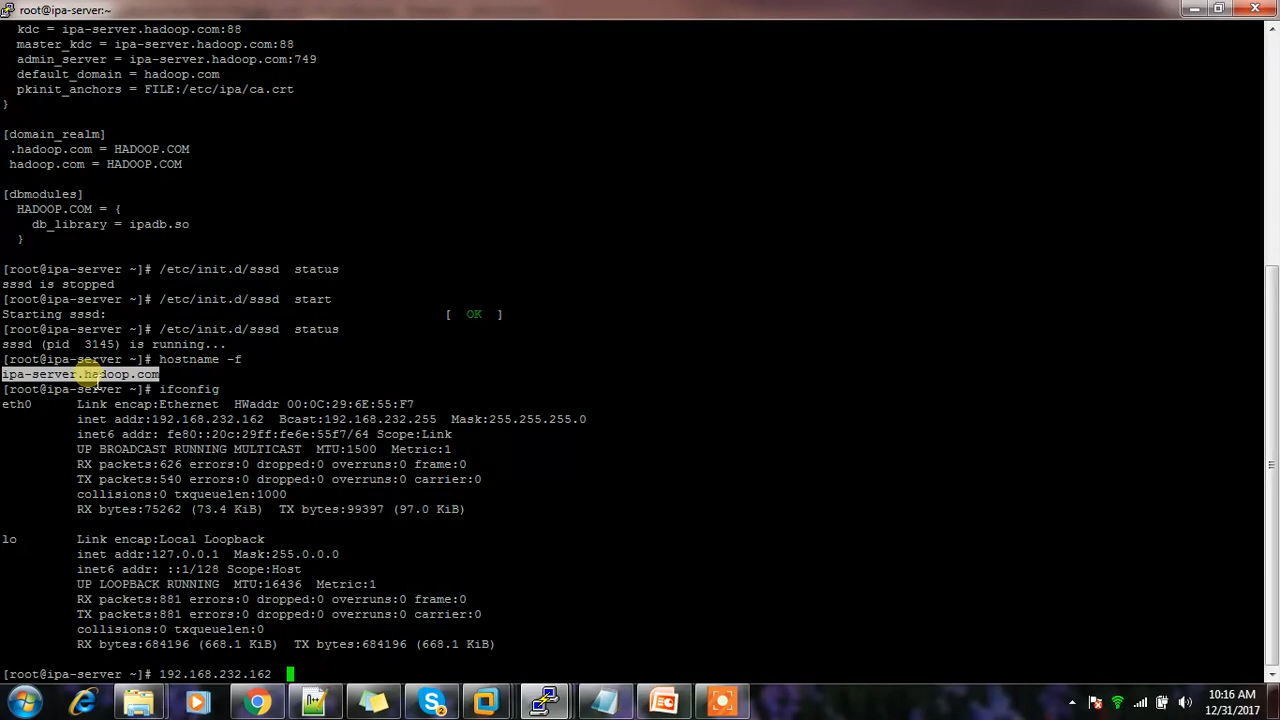 root@ipa-server:~
kdc = ipa-server.hadoop.com:88
master_kdc = ipa-server.hadoop.com:88
admin_server = ipa-server.hadoop.com:749
default_domain = hadoop.com
pkinit_anchors = FILE:/etc/ipa/ca.crt
}
[domain_realm]
.hadoop.com = HADOOP.COM
hadoop.com = HADOOP.COM
[dbmodules]
HADOOP.COM = {
db_library = ipadb.so
}
[root@ipa-server ~]# /etc/init.d/sssd  status
sssd is stopped
[root@ipa-server ~]# /etc/init.d/sssd  start
Starting sssd:                                             [  OK  ]
[root@ipa-server ~]# /etc/init.d/sssd  status
sssd (pid  3145) is running...
[root@ipa-server ~]# hostname -f
ipa-server.hadoop.com
[root@ipa-server ~]# ifconfig
eth0      Link encap:Ethernet  HWaddr 00:0C:29:6E:55:F7
inet addr:192.168.232.162  Bcast:192.168.232.255  Mask:255.255.255.0
inet6 addr: fe80::20c:29ff:fe6e:55f7/64 Scope:Link
UP BROADCAST RUNNING MULTICAST  MTU:1500  Metric:1
RX packets:626 errors:0 dropped:0 overruns:0 frame:0
TX packets:540 errors:0 dropped:0 overruns:0 carrier:0
collisions:0 txqueuelen:1000
RX bytes:75262 (73.4 KiB)  TX bytes:99397 (97.0 KiB)
lo        Link encap:Local Loopback
inet addr:127.0.0.1  Mask:255.0.0.0
inet6 addr: ::1/128 Scope:Host
UP LOOPBACK RUNNING  MTU:16436  Metric:1
RX packets:881 errors:0 dropped:0 overruns:0 frame:0
TX packets:881 errors:0 dropped:0 overruns:0 carrier:0
collisions:0 txqueuelen:0
RX bytes:684196 (668.1 KiB)  TX bytes:684196 (668.1 KiB)
[root@ipa-server ~]# 192.168.232.162
10:16 AM
12/31/2017